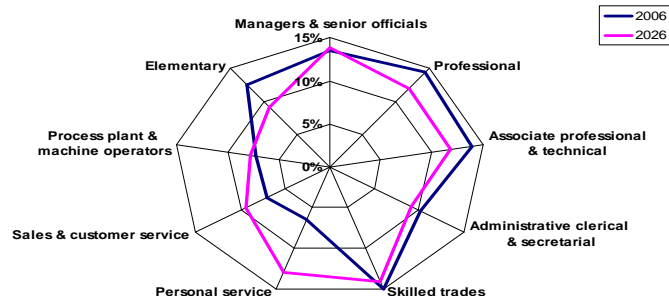 2006
2026
Managers & senior officials
15%
Elementary
Professional
10%
Process plant &
machine operators
5%
Associate professional
& technical
0%
Sales & customer service
Administrative clerical
& secretarial
Personal service
Skilled trades